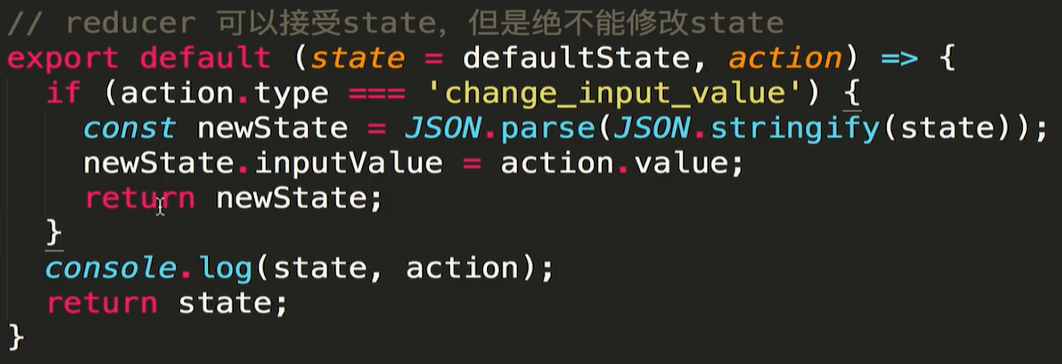 // reducer 可以接受state, 但是绝不能修改state
export default (state = defaultState, action) => {
  if (action.type === 'change_input_value') {
    const newState = JSON.parse(JSON.stringify(state));
    newState.inputValue = action.value;
    return newState;
  }
  console.log(state, action);
  return state;
}